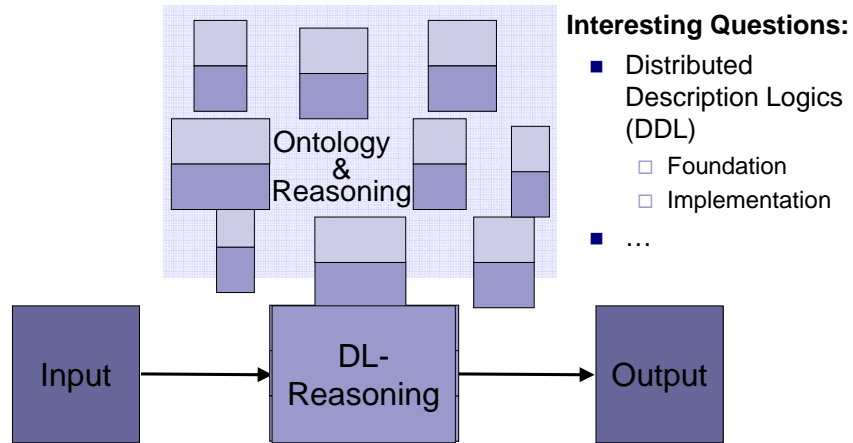 Interesting Questions:
Distributed
Description Logics
(DDL)
Foundation
Implementation
…
Ontology
&
Reasoning
Input
DL-
Reasoning
Output